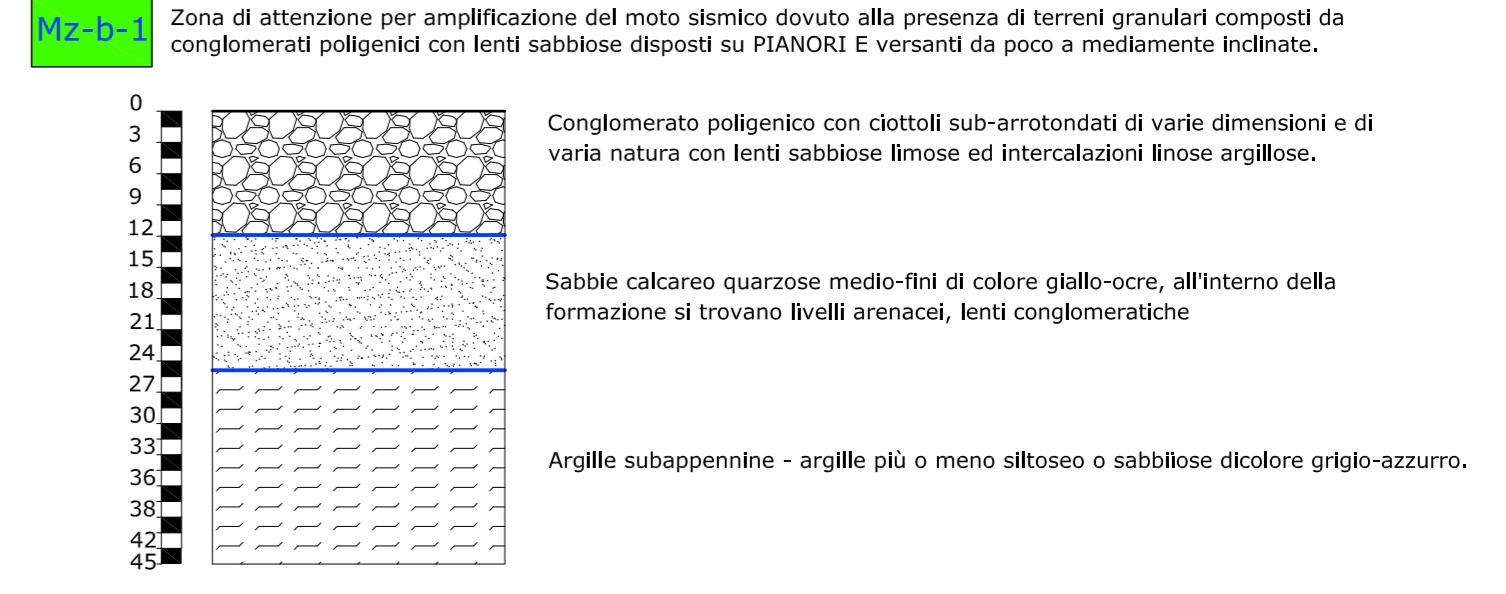 Mz-b-1
Zona di attenzione per amplificazione del moto sismico dovuto alla presenza di terreni granulari composti da
conglomerati poligenici con lenti sabbiose disposti su PIANORI E versanti da poco a mediamente inclinate.
0
3
6
9
12
15
18
21
24
27
30
33
36
38
42
45
Conglomerato poligenico con ciottoli sub-arrotondati di varie dimensioni e di
varia natura con lenti sabbiose limose ed intercalazioni linose argillose.
Sabbie calcareo quarzose medio-fini di colore giallo-ocre, all'interno della
formazione si trovano livelli arenacei, lenti conglomeratiche
Argille subappennine - argille più o meno siltoseo o sabbiiose dicolore grigio-azzurro.